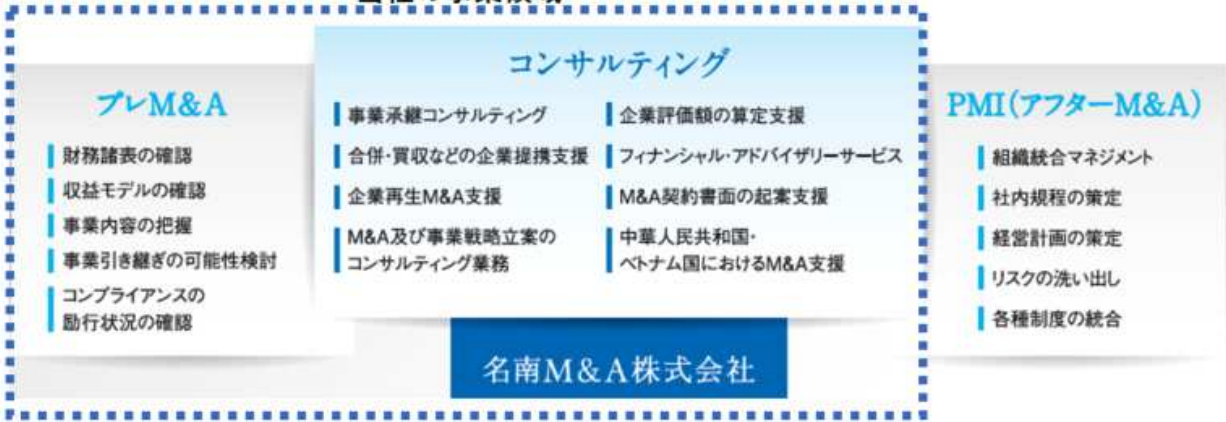 プレM&A
財務諸表の確認
収益モデルの確認
事業内容の把握
事業引き継ぎの可能性検討
コンプライアンスの
励行状況の確認
コンサルティング
事業承継コンサルティング
合併・買収などの企業提携支援
企業再生M&A支援
M&A及び事業戦略立案の
コンサルティング業務
企業評価額の算定支援
フィナンシャル・アドバイザリーサービス
M&A契約書面の起案支援
中華人民共和国・
ベトナム国におけるM&A支援
名南M&A株式会社
PMI(アフターM&A)
組織統合マネジメント
社内規程の策定
経営計画の策定
リスクの洗い出し
各種制度の統合